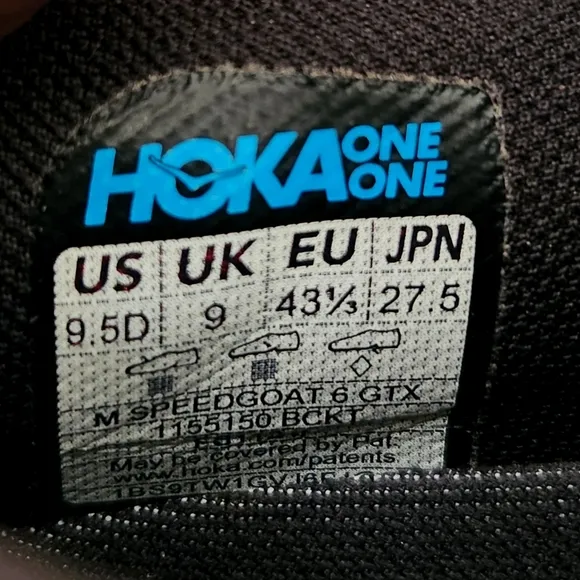 HOKA ONE ONE
US UK EU JPN
9.5D 9 43⅓ 27.5
M SPEEDGOAT 6 GTX
1155150 BCKT
May be covered by Pat.
www.hoka.com/patents